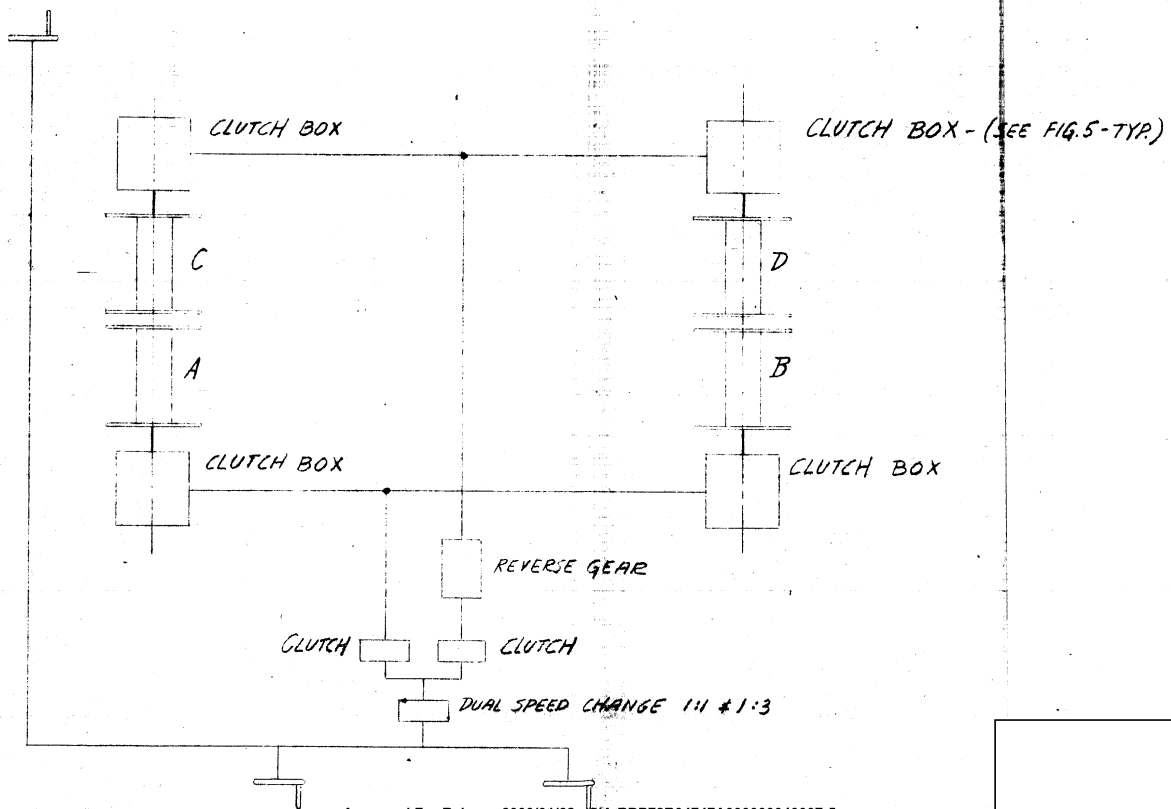 CLUTCH BOX
CLUTCH BOX - (SEE FIG.5-TYP.)
C
D
A
B
CLUTCH BOX
CLUTCH BOX
REVERSE GEAR
CLUTCH
CLUTCH
DUAL SPEED CHANGE 1:1 & 1:3